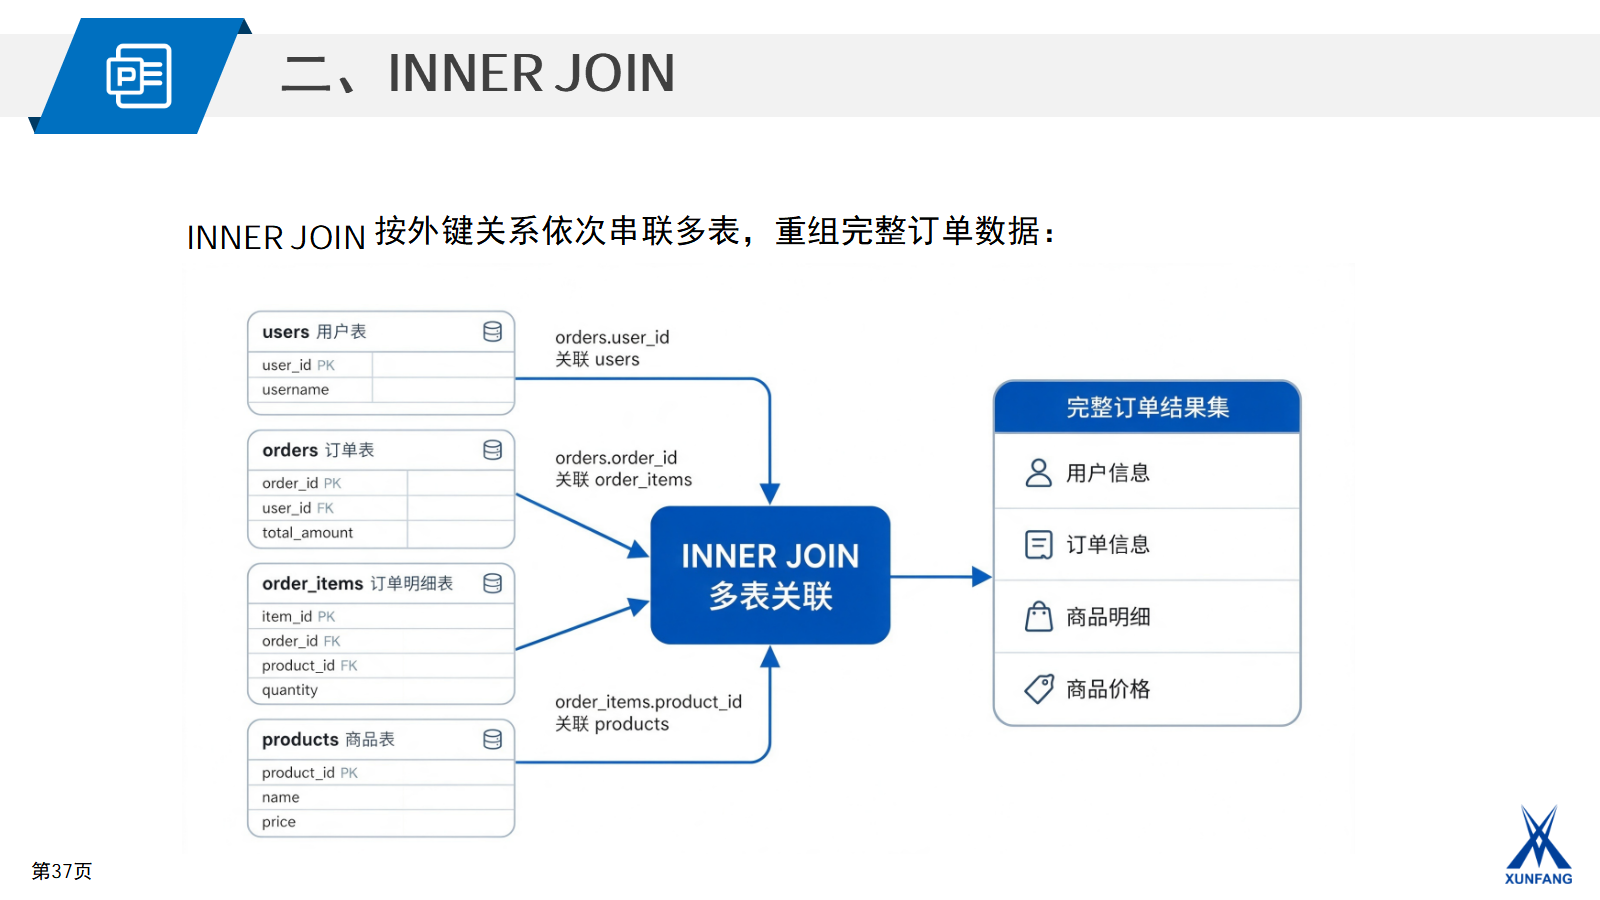 二、INNER JOIN
INNER JOIN 按外键关系依次串联多表，重组完整订单数据：
users 用户表
user_id PK
username
orders 订单表
order_id PK
user_id FK
total_amount
order_items 订单明细表
item_id PK
order_id FK
product_id FK
quantity
products 商品表
product_id PK
name
price
orders.user_id
关联 users
orders.order_id
关联 order_items
order_items.product_id
关联 products
INNER JOIN
多表关联
完整订单结果集
用户信息
订单信息
商品明细
商品价格
第37页
XUNFANG